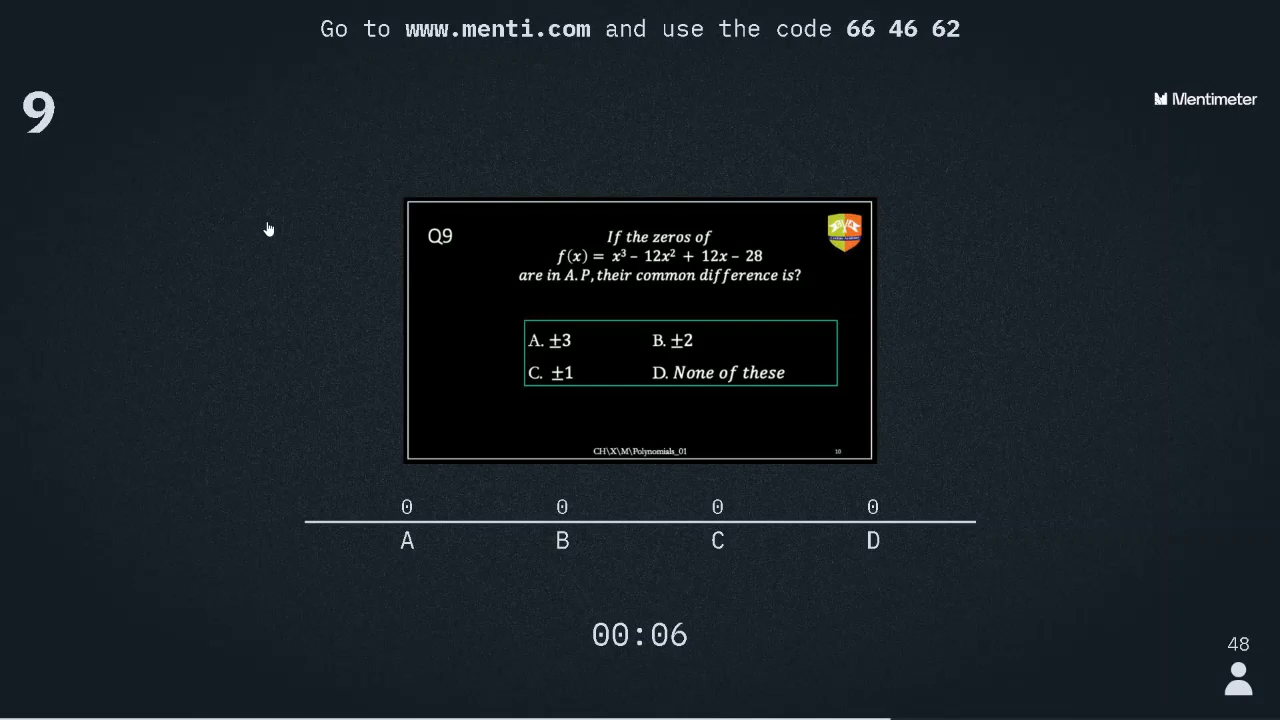 Go to www.menti.com and use the code 66 46 62
9
Mentimeter
Q9
If the zeros of
f(x) = x³ – 12x² + 12x – 28
are in A.P, their common difference is?
A. ±3 B. ±2
C. ±1 D. None of these
CH\X\M\Polynomials_01 10
0 0 0 0
A B C D
00:06
48